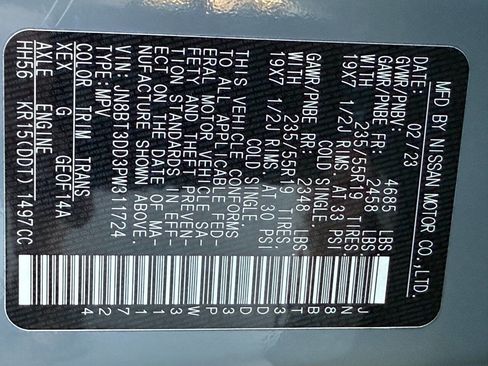 MFD BY NISSAN MOTOR CO.,LTD.
DATE: 02/23
GVWR/PNBV: 4685 LBS.
GAWR/PNBE FR: 2458 LBS.
WITH 235/55R19 TIRES
19X7 1/2J RIMS, AT 33 PSI
COLD SINGLE
GAWR/PNBE RR: 2348 LBS.
WITH 235/55R19 TIRES
19X7 1/2J RIMS, AT 30 PSI
COLD SINGLE
THIS VEHICLE CONFORMS
TO ALL APPLICABLE FED-
ERAL MOTOR VEHICLE SA-
FETY AND THEFT PREVEN-
TION STANDARDS IN EFF-
ECT ON THE DATE OF MA-
NUFACTURE SHOWN ABOVE.
VIN: JN8BT3DD3PW311724
TYPE: MPV
COLOR TRIM TRANS
XEX G GEOF14A
AXLE ENGINE
HH56 KR15(DDT) 1497CC
JN8BT3DD3PW311724